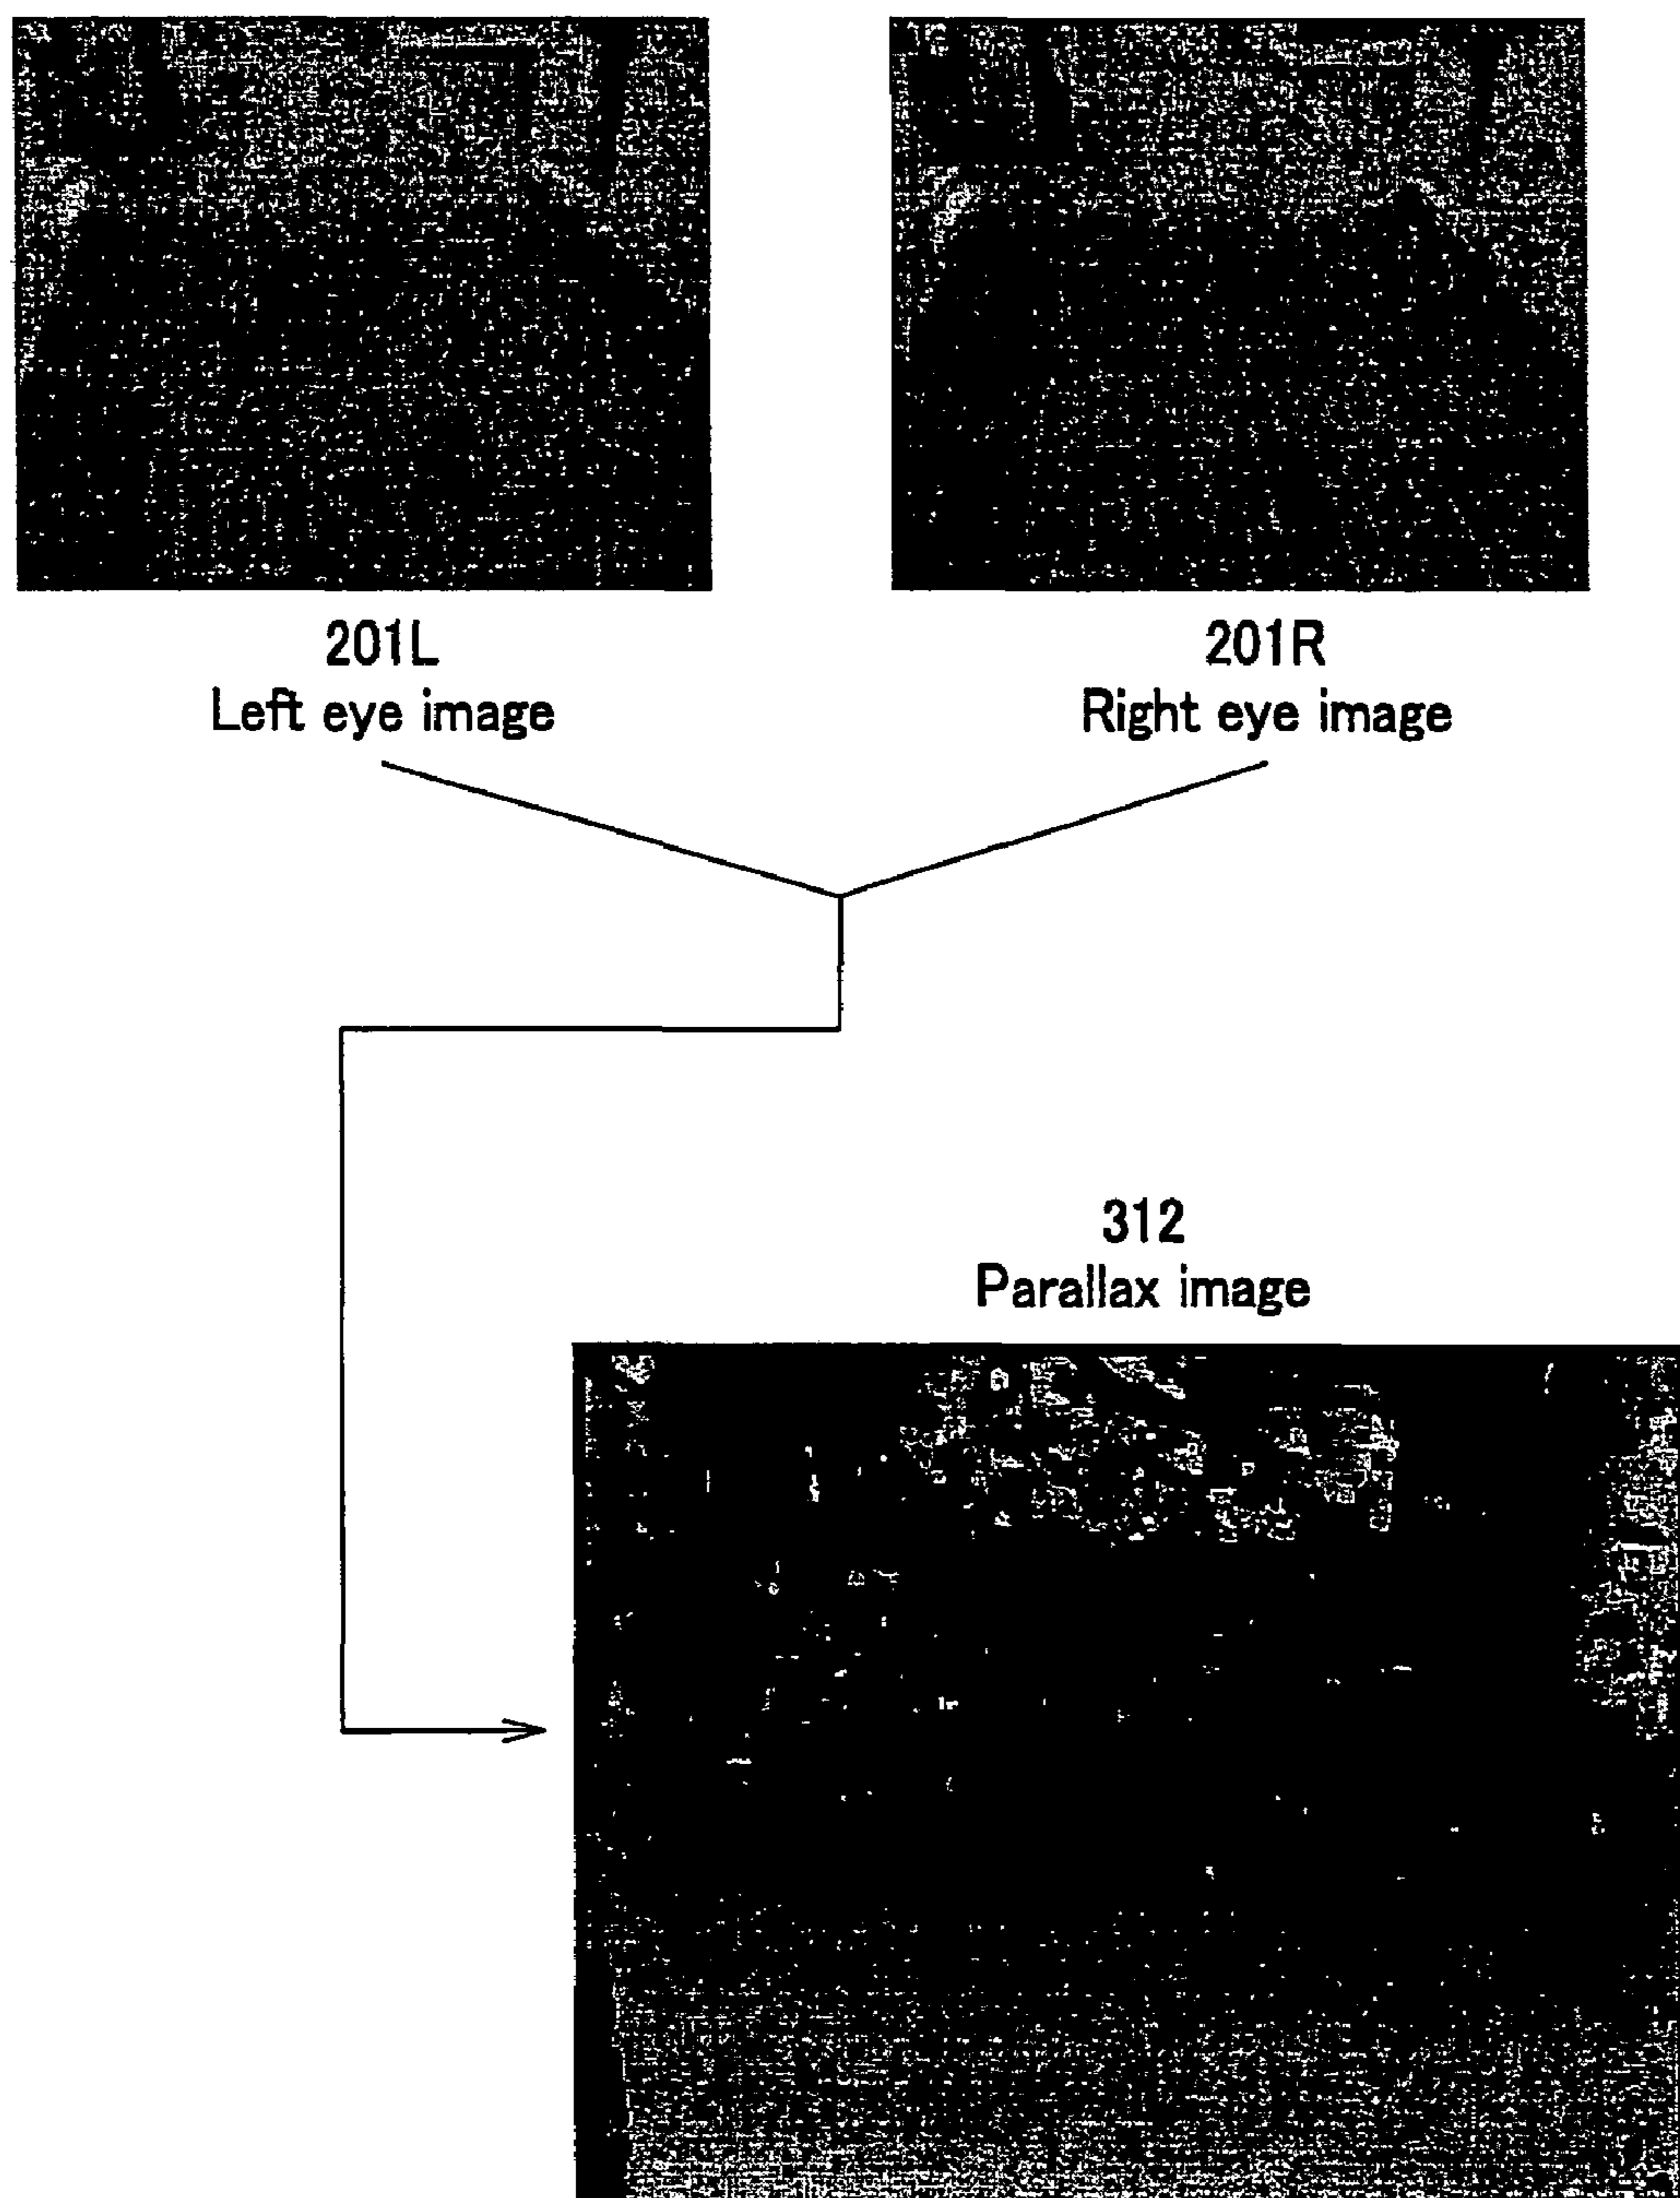 201L
Left eye image
201R
Right eye image
312
Parallax image